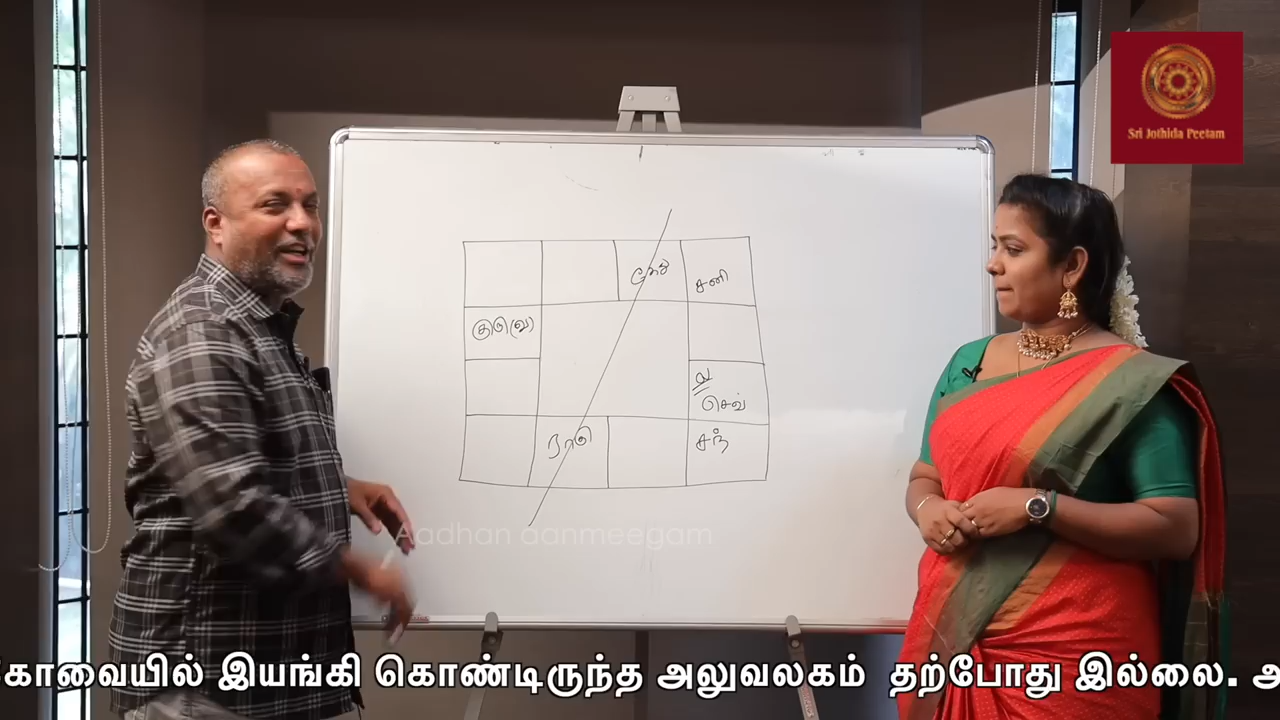 Sri Jothida Peetam
கேது
சனி
குரு(வ)
ல
செவ்
ராகு
சந்
Aadhan aanmeegam
கோவையில் இயங்கி கொண்டிருந்த அலுவலகம் தற்போது இல்லை. அ